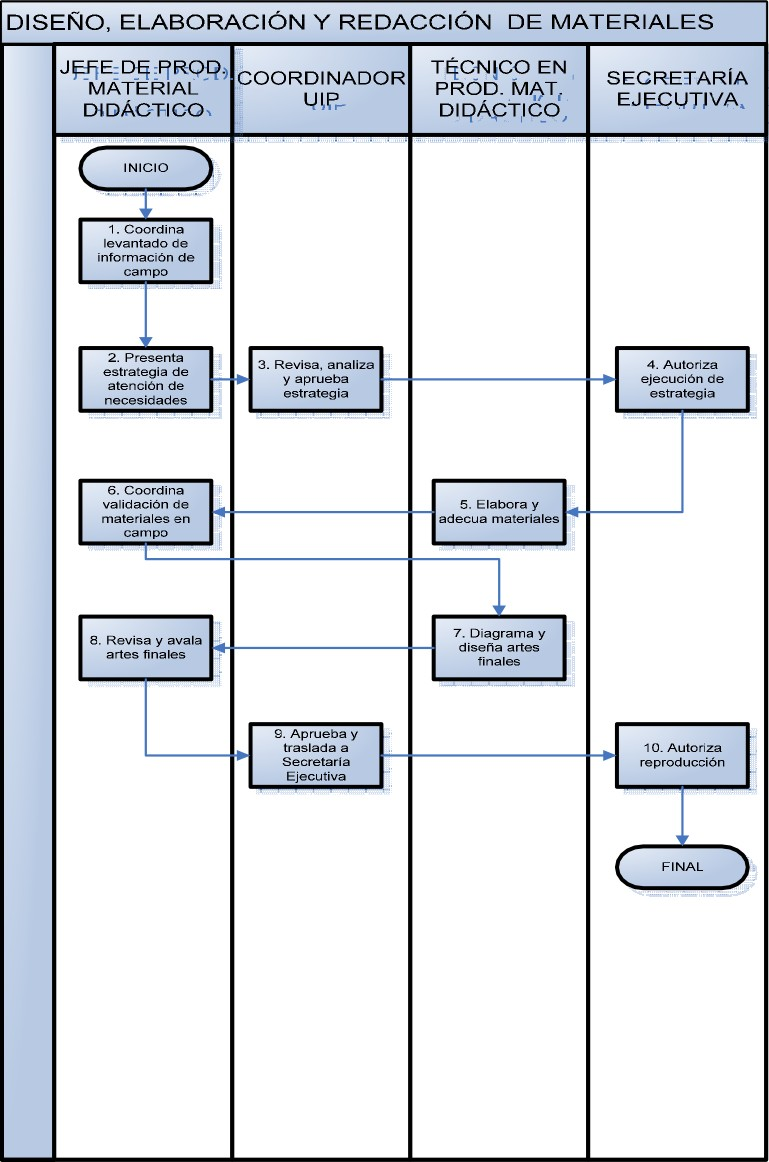 DISEÑO, ELABORACIÓN Y REDACCIÓN DE MATERIALES
JEFE DE PROD.
MATERIAL
DIDÁCTICO
COORDINADOR
UIP
TÉCNICO EN
PROD. MAT.
DIDÁCTICO
SECRETARÍA
EJECUTIVA
INICIO
1. Coordina
levantado de
información de
campo
2. Presenta
estrategia de
atención de
necesidades
3. Revisa, analiza
y aprueba
estrategia
4. Autoriza
ejecución de
estrategia
6. Coordina
validación de
materiales en
campo
5. Elabora y
adecua materiales
8. Revisa y avala
artes finales
7. Diagrama y
diseña artes
finales
9. Aprueba y
traslada a
Secretaría
Ejecutiva
10. Autoriza
reproducción
FINAL